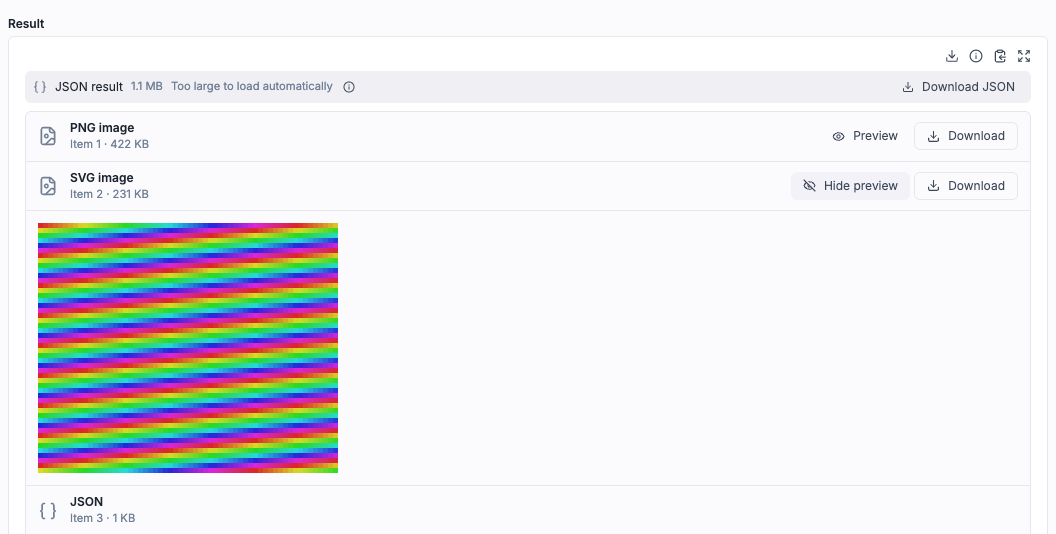 Result
JSON result 1.1 MB Too large to load automatically Download JSON
PNG image
Item 1 · 422 KB
Preview Download
SVG image
Item 2 · 231 KB
Hide preview Download
JSON
Item 3 · 1 KB